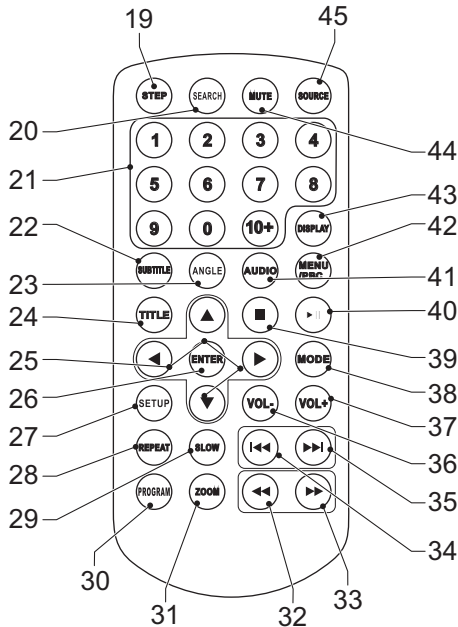 19 45
STEP SEARCH MUTE SOURCE
20 44
1 2 3 4
21
5 6 7 8
43
22 9 0 10+ DISPLAY 42
SUBTITLE ANGLE AUDIO MENU
/PBC
23 41
24 TITLE 40
25 39
26 ENTER MODE 38
27 SETUP VOL- VOL+ 37
28 REPEAT SLOW 36
29 35
PROGRAM ZOOM 34
30 31 32 33